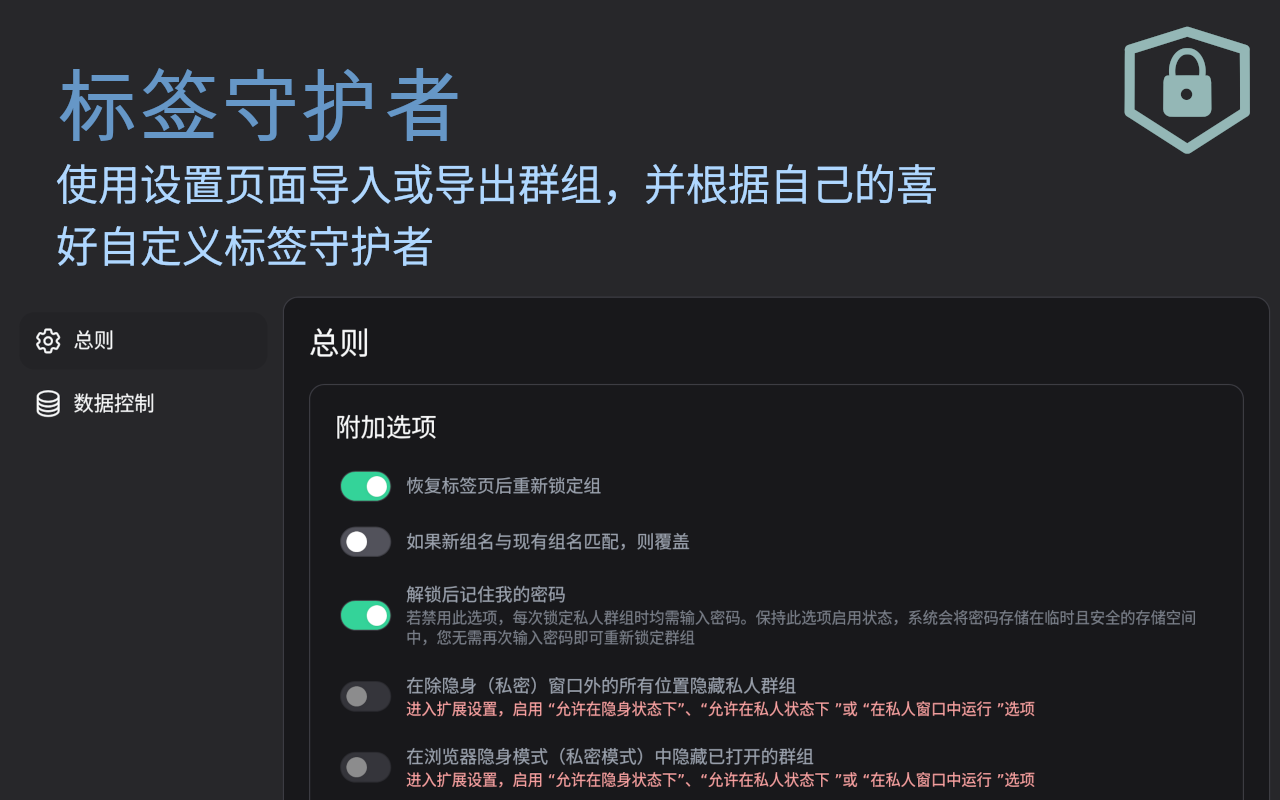 标签守护者
使用设置页面导入或导出群组，并根据自己的喜
好自定义标签守护者
总则
数据控制
总则
附加选项
恢复标签页后重新锁定组
如果新组名与现有组名匹配，则覆盖
解锁后记住我的密码
若禁用此选项，每次锁定私人群组时均需输入密码。保持此选项启用状态，系统会将密码存储在临时且安全的存储空间
中，您无需再次输入密码即可重新锁定群组
在除隐身（私密）窗口外的所有位置隐藏私人群组
进入扩展设置，启用 “允许在隐身状态下”、“允许在私人状态下 ”或 “在私人窗口中运行 ”选项
在浏览器隐身模式（私密模式）中隐藏已打开的群组
进入扩展设置，启用 “允许在隐身状态下”、“允许在私人状态下 ”或 “在私人窗口中运行 ”选项